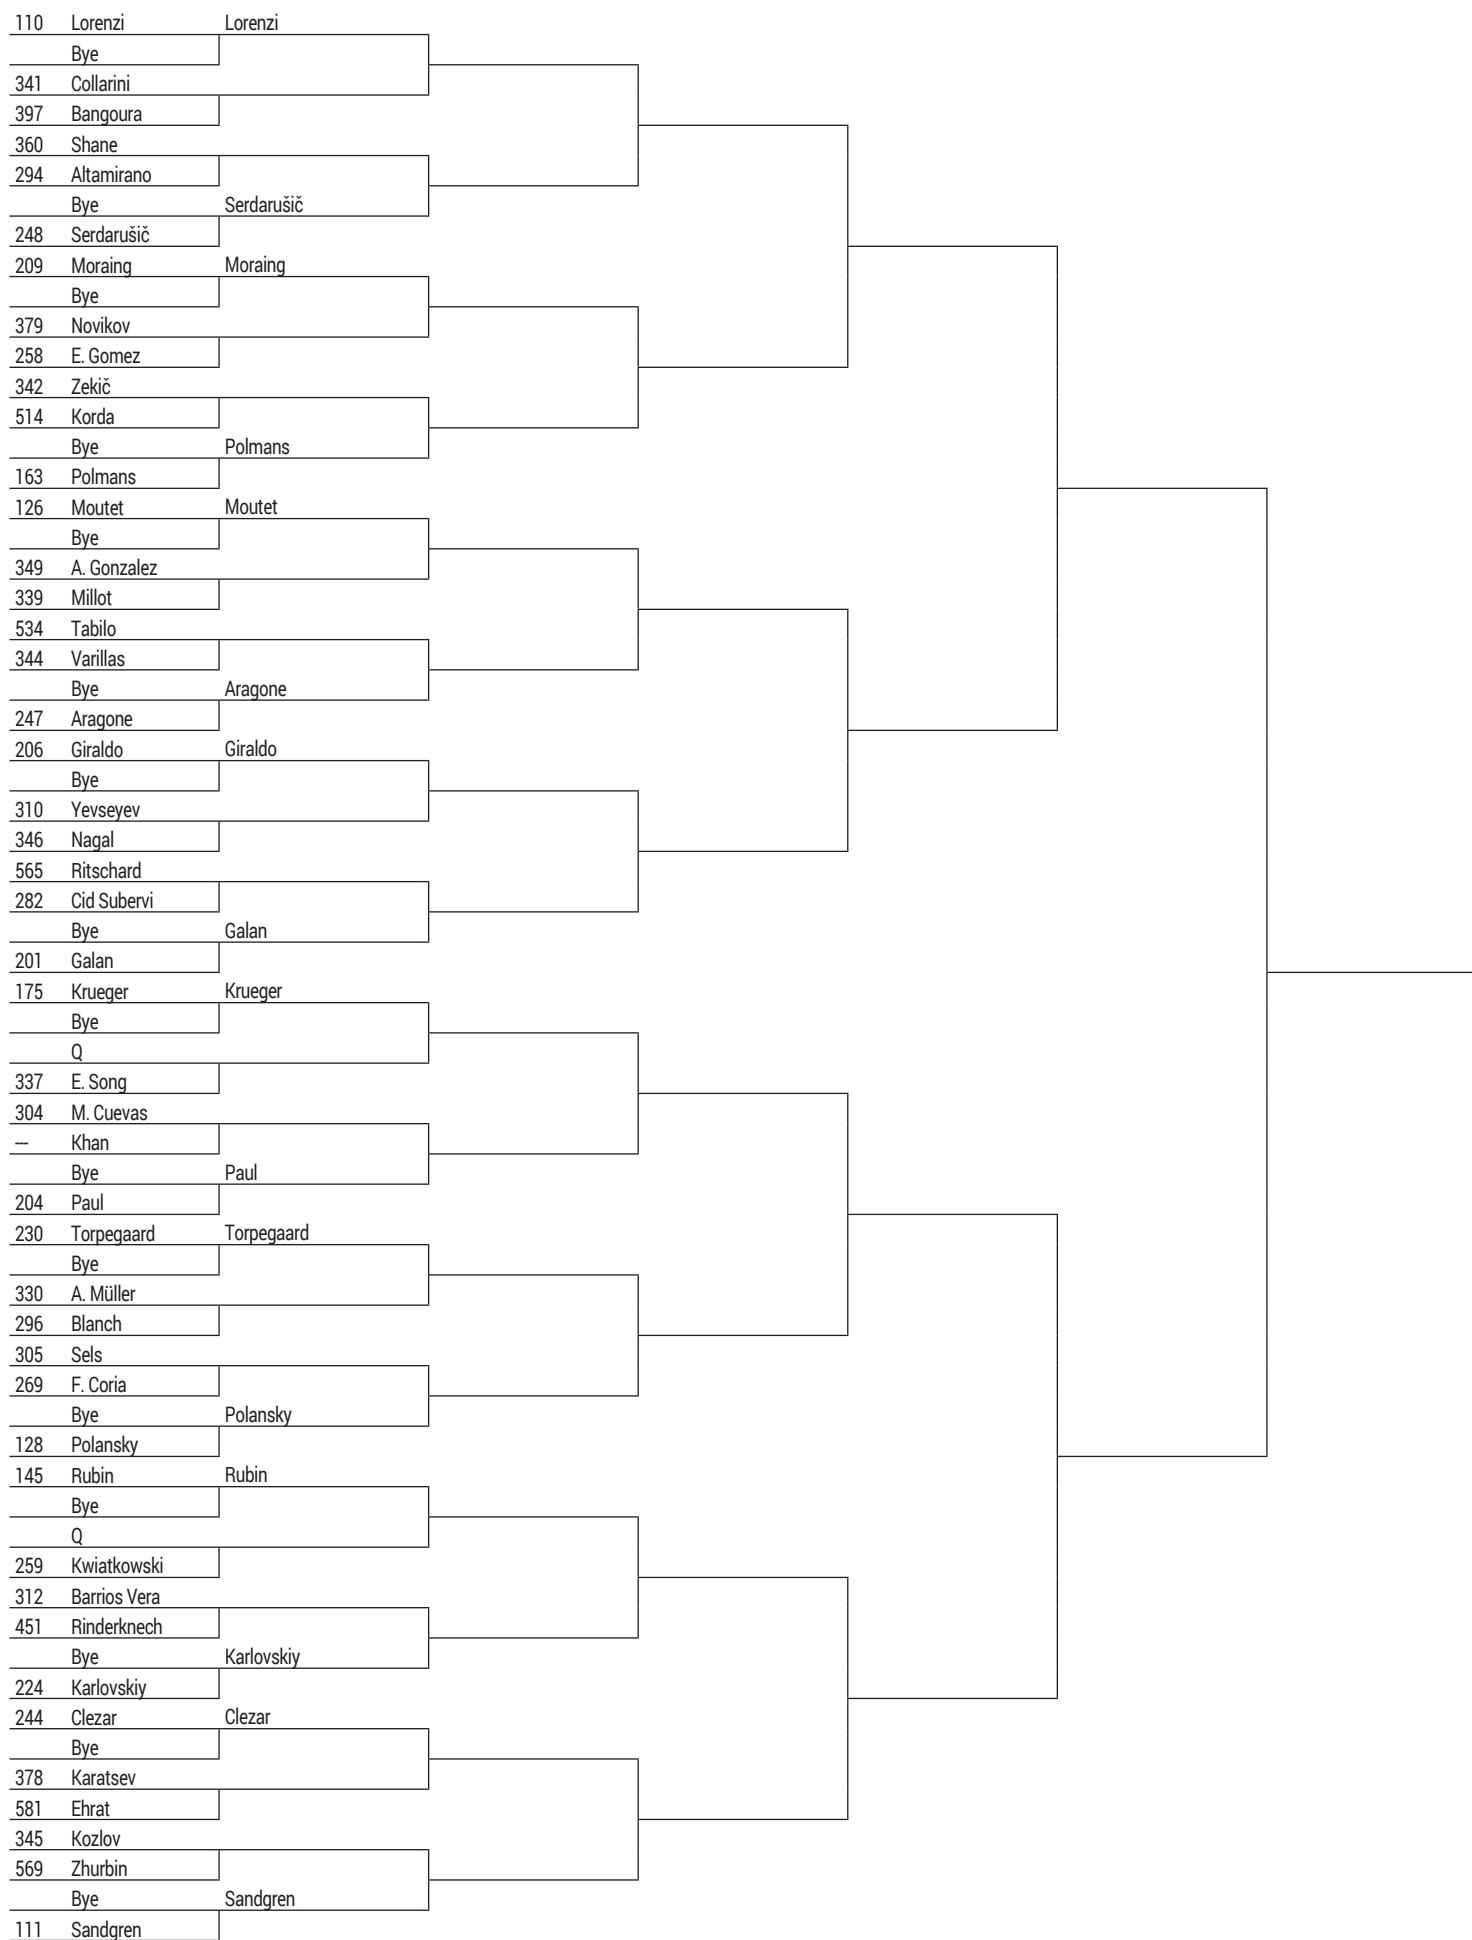 110 Lorenzi Lorenzi
Bye
341 Collarini
397 Bangoura
360 Shane
294 Altamirano
Bye Serdarušič
248 Serdarušič
209 Moraing Moraing
Bye
379 Novikov
258 E. Gomez
342 Zekič
514 Korda
Bye Polmans
163 Polmans
126 Moutet Moutet
Bye
349 A. Gonzalez
339 Millot
534 Tabilo
344 Varillas
Bye Aragone
247 Aragone
206 Giraldo Giraldo
Bye
310 Yevseyev
346 Nagal
565 Ritschard
282 Cid Subervi
Bye Galan
201 Galan
175 Krueger Krueger
Bye
Q
337 E. Song
304 M. Cuevas
--- Khan
Bye Paul
204 Paul
230 Torpegaard Torpegaard
Bye
330 A. Müller
296 Blanch
305 Sels
269 F. Coria
Bye Polansky
128 Polansky
145 Rubin Rubin
Bye
Q
259 Kwiatkowski
312 Barrios Vera
451 Rinderknech
Bye Karlovskiy
224 Karlovskiy
244 Clezar Clezar
Bye
378 Karatsev
581 Ehrat
345 Kozlov
569 Zhurbin
Bye Sandgren
111 Sandgren